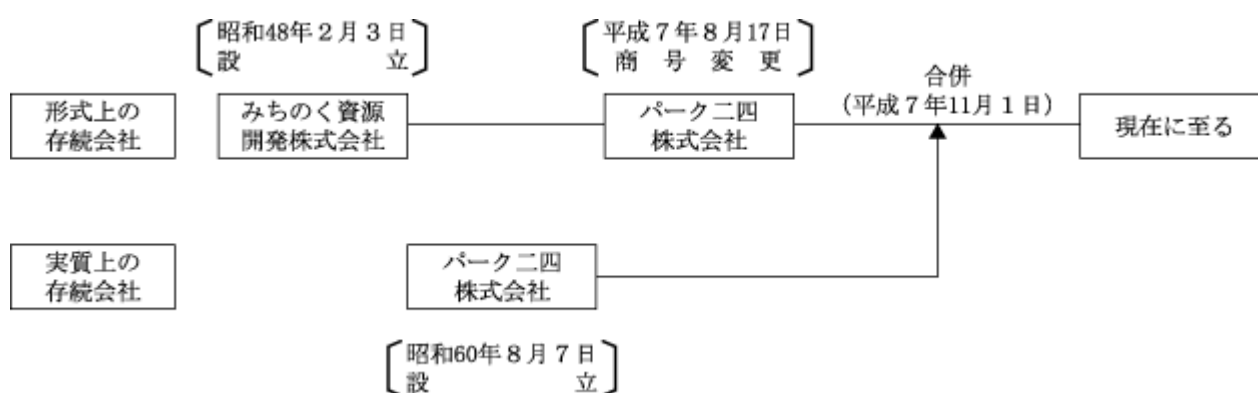 昭和48年２月３日
設立
平成７年８月17日
商号変更
合併
（平成７年11月１日）
形式上の
存続会社
みちのく資源
開発株式会社
パーク二四
株式会社
現在に至る
実質上の
存続会社
パーク二四
株式会社
昭和60年８月７日
設立